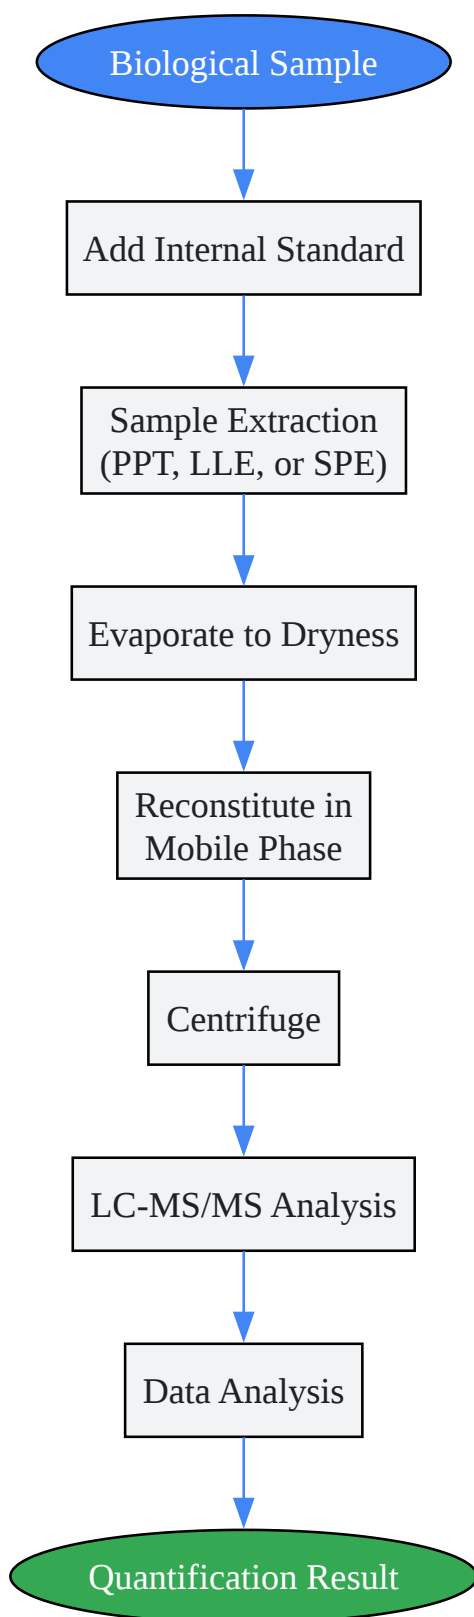 Biological Sample
Add Internal Standard
Sample Extraction
(PPT, LLE, or SPE)
Evaporate to Dryness
Reconstitute in
Mobile Phase
Centrifuge
LC-MS/MS Analysis
Data Analysis
Quantification Result